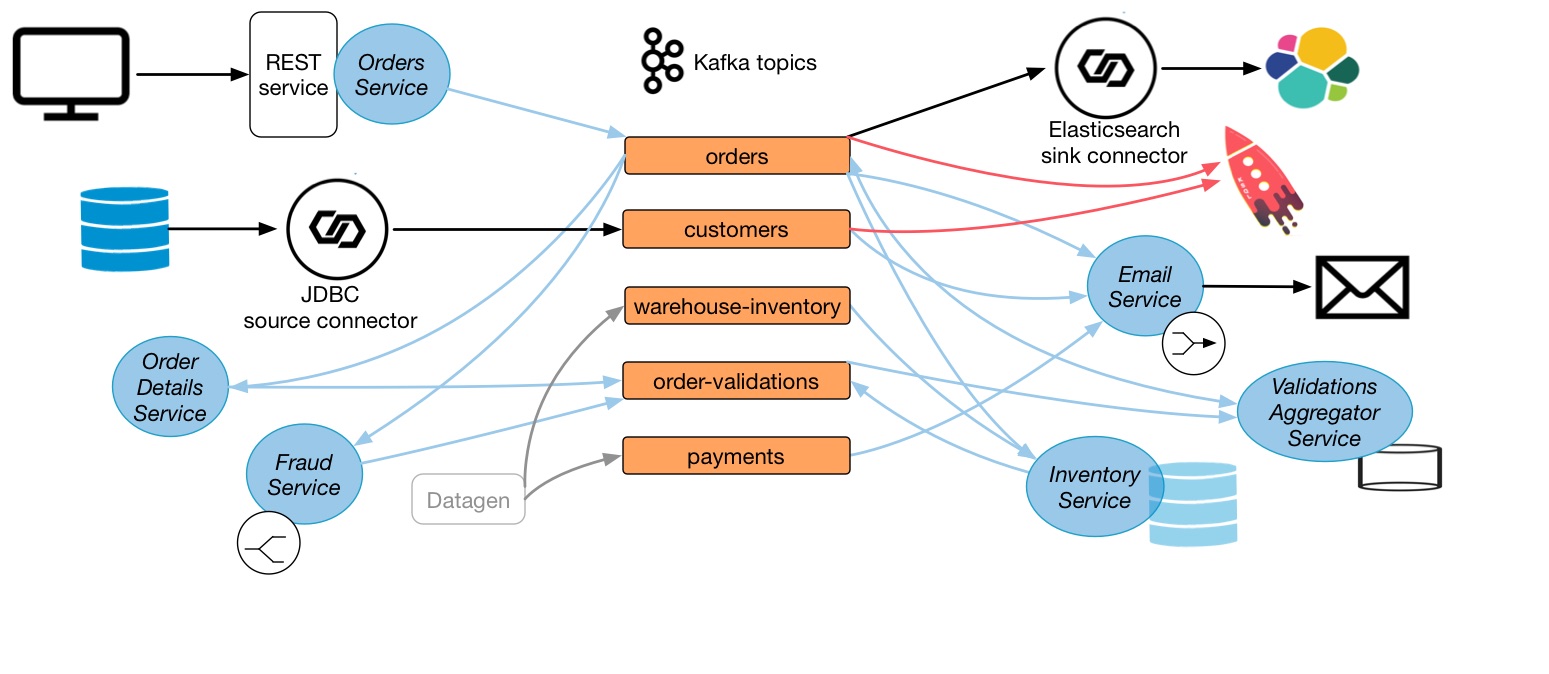 REST
service
Orders
Service
Kafka topics
Elasticsearch
sink connector
orders
customers
JDBC
source connector
Email
Service
warehouse-inventory
Order
Details
Service
order-validations
Validations
Aggregator
Service
payments
Fraud
Service
Datagen
Inventory
Service